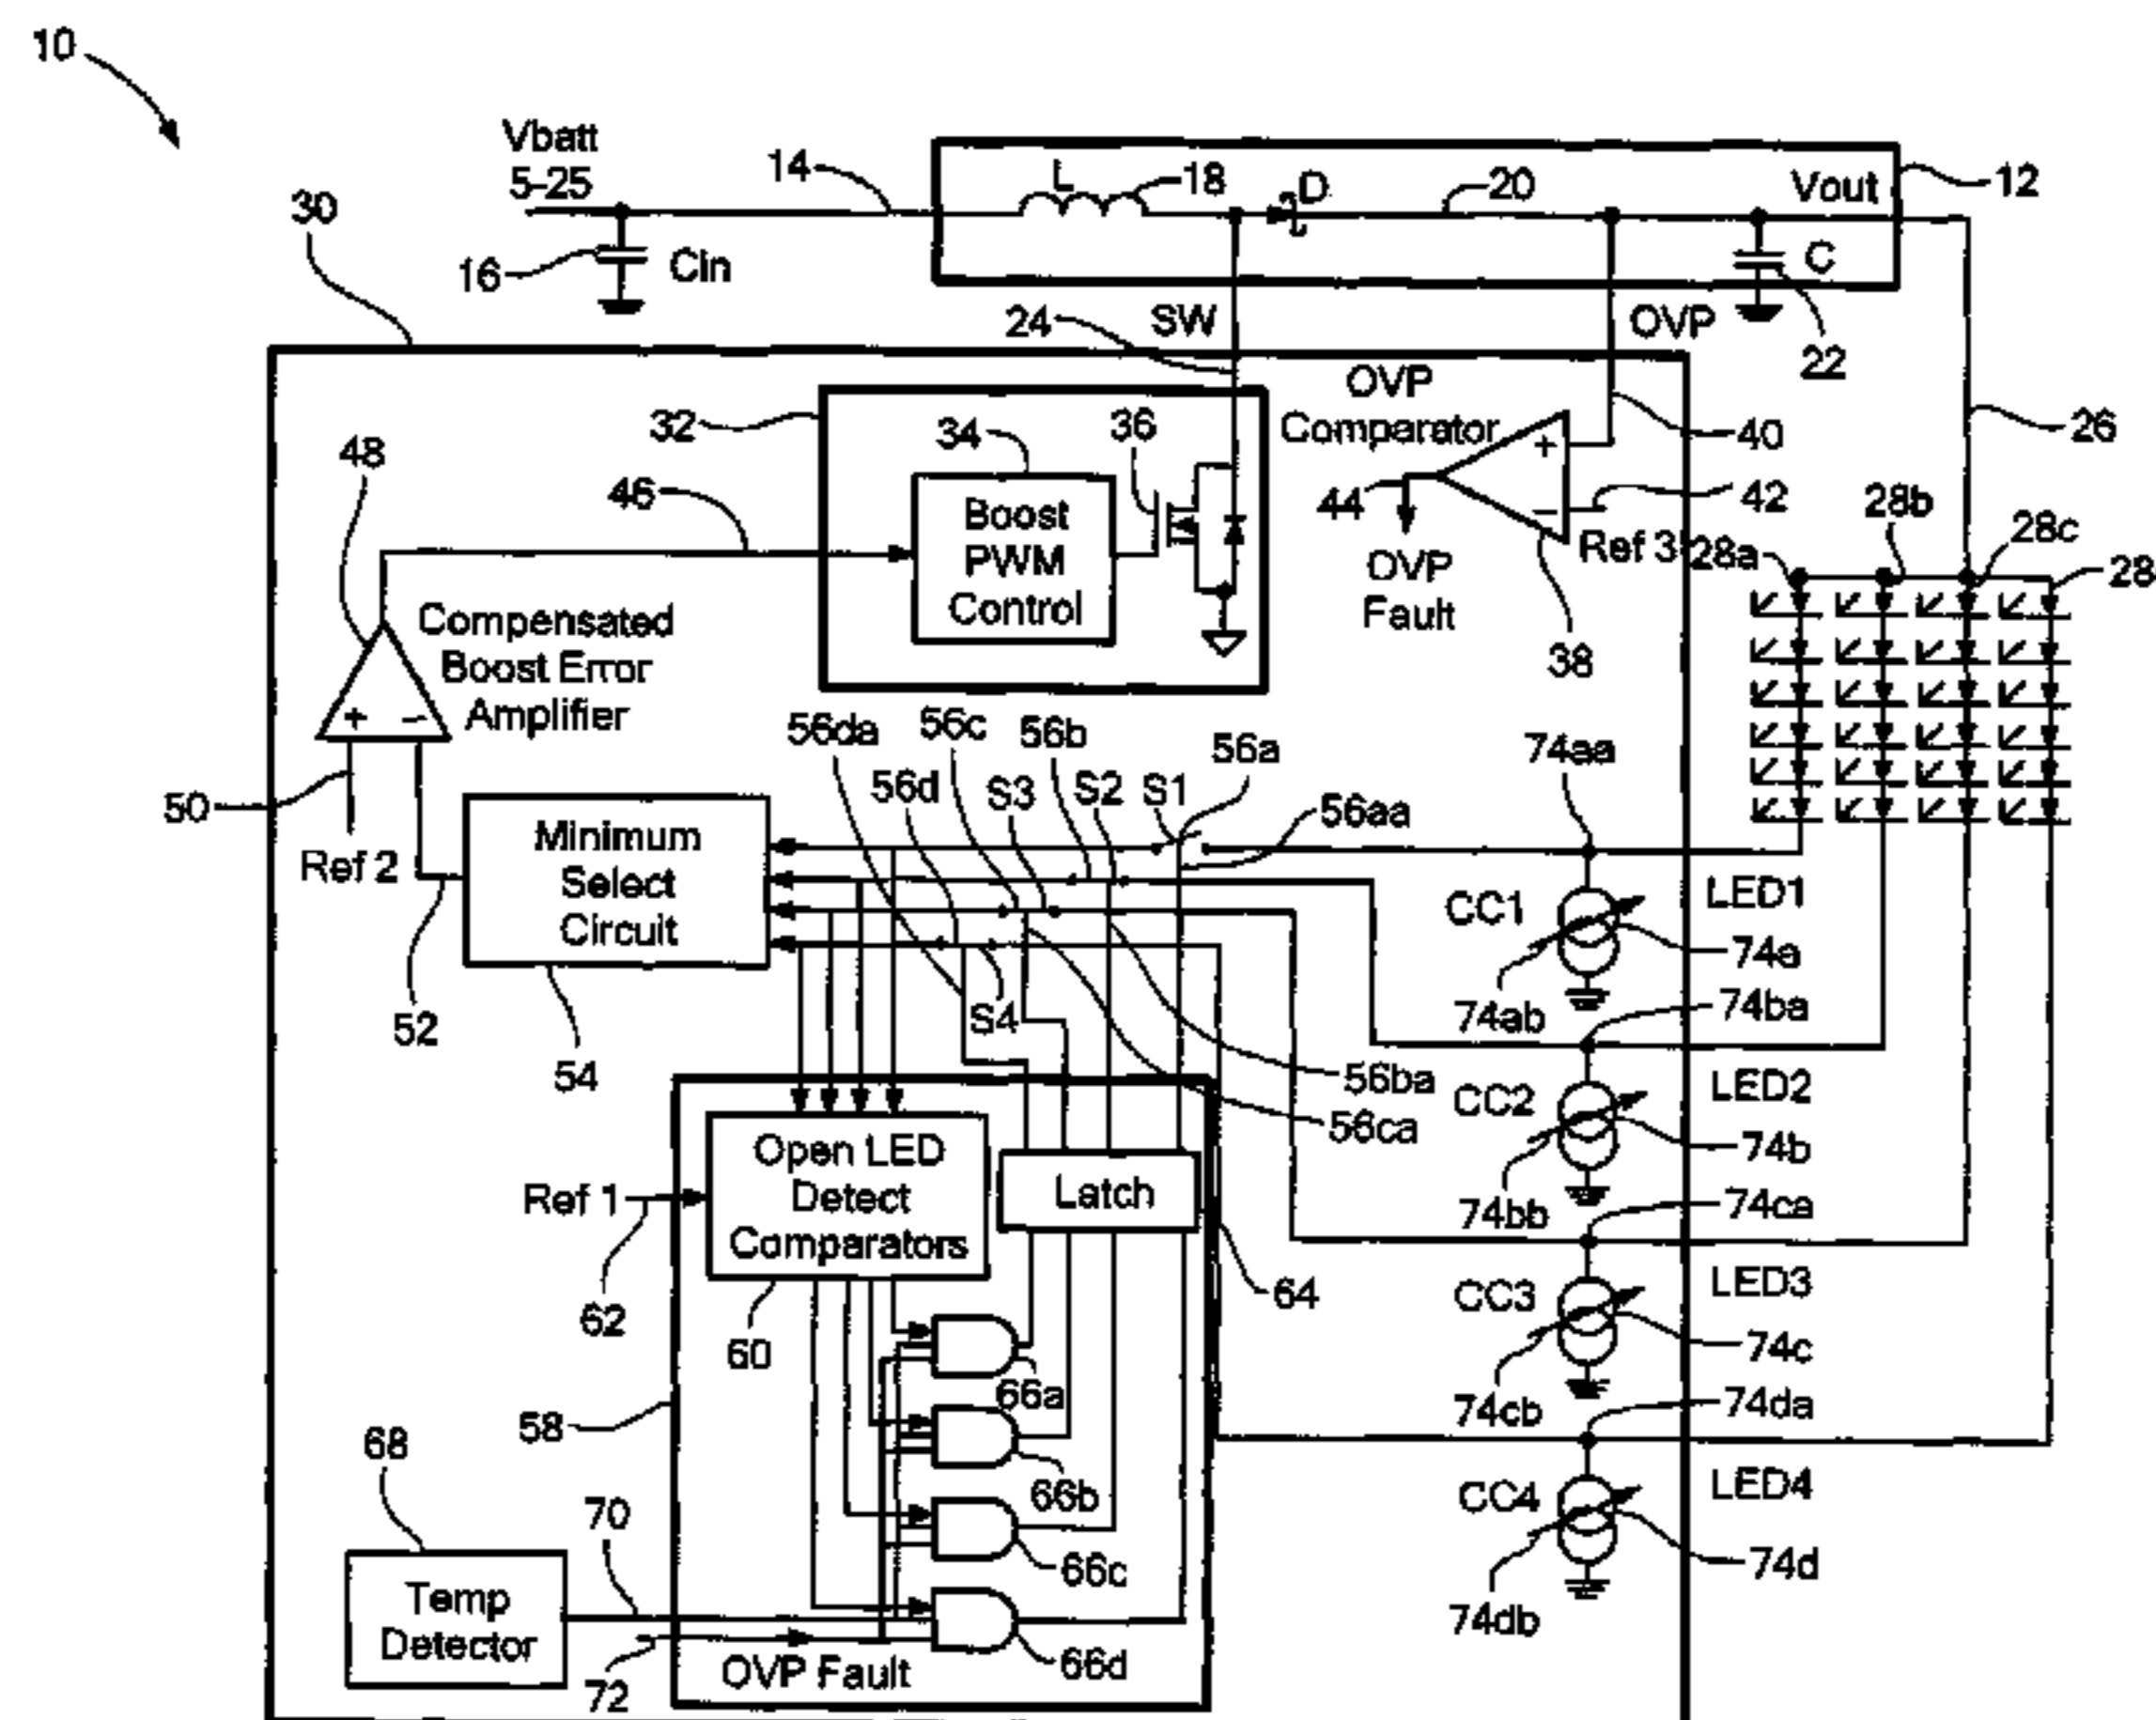 10
Vbatt
5-25
14
L
18
D
20
Vout
12
30
16
Cin
C
24
SW
OVP
22
32
34
36
OVP
Comparator
+
−
40
26
48
46
Boost
PWM
Control
44
42
28b
28c
Ref 3
28a
28
OVP
Fault
38
Compensated
Boost Error
Amplifier
+ −
56da
56c
56b
56a
74aa
56d
S3
S2
S1
56aa
50
Ref 2
Minimum
Select
Circuit
CC1
LED1
74a
52
54
S4
74ab
74ba
56ba
56ca
CC2
LED2
74b
Open LED
Detect
Comparators
Latch
Ref 1
74bb
74ca
62
60
64
CC3
LED3
74c
66a
58
74cb
74da
68
66b
CC4
LED4
70
66c
74d
Temp
Detector
74db
72
OVP Fault
66d